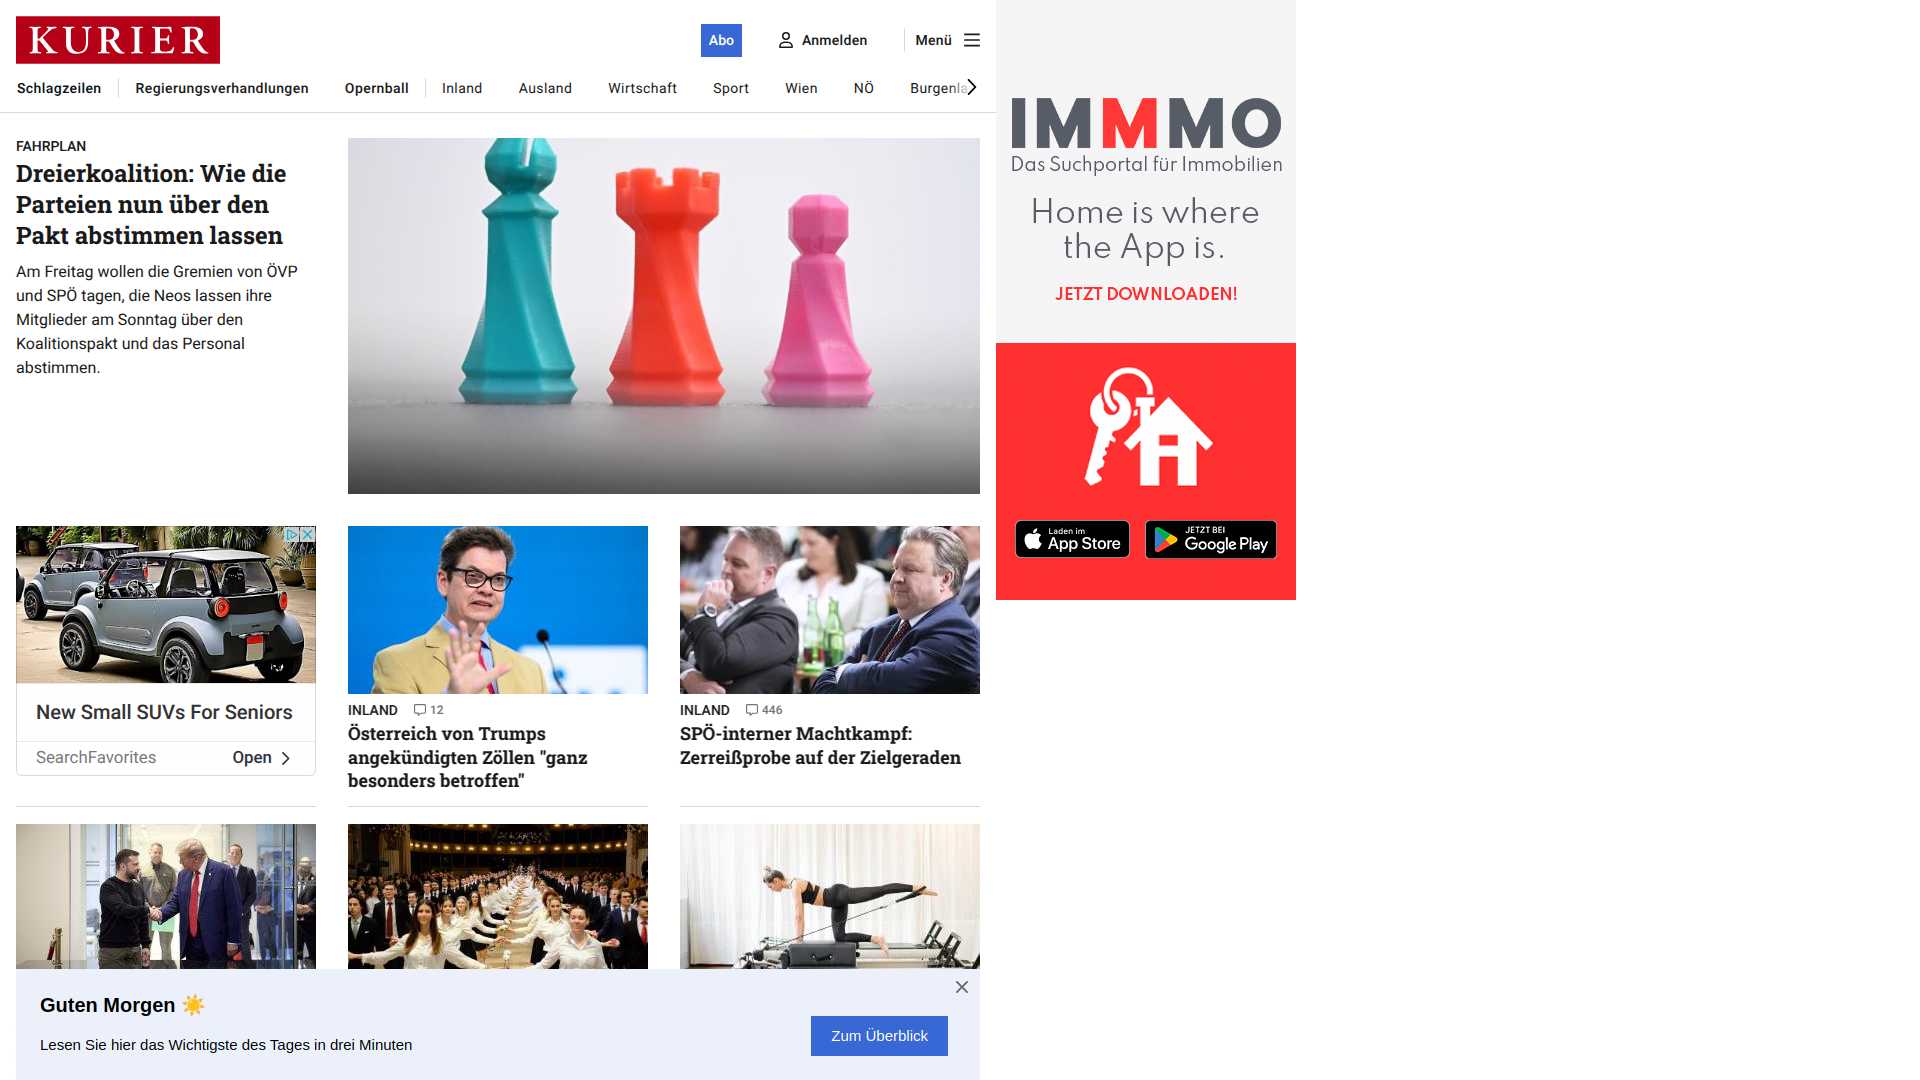 KURIER
Abo
Anmelden
Menü
Schlagzeilen
Regierungsverhandlungen
Opernball
Inland
Ausland
Wirtschaft
Sport
Wien
NÖ
Burgenla
FAHRPLAN
Dreierkoalition: Wie die
Parteien nun über den
Pakt abstimmen lassen
Am Freitag wollen die Gremien von ÖVP
und SPÖ tagen, die Neos lassen ihre
Mitglieder am Sonntag über den
Koalitionspakt und das Personal
abstimmen.
IMMMO
Das Suchportal für Immobilien
Home is where
the App is.
JETZT DOWNLOADEN!
Laden im
App Store
JETZT BEI
Google Play
New Small SUVs For Seniors
SearchFavorites
Open
INLAND
12
Österreich von Trumps
angekündigten Zöllen "ganz
besonders betroffen"
INLAND
446
SPÖ-interner Machtkampf:
Zerreißprobe auf der Zielgeraden
Guten Morgen ☀️
Lesen Sie hier das Wichtigste des Tages in drei Minuten
Zum Überblick